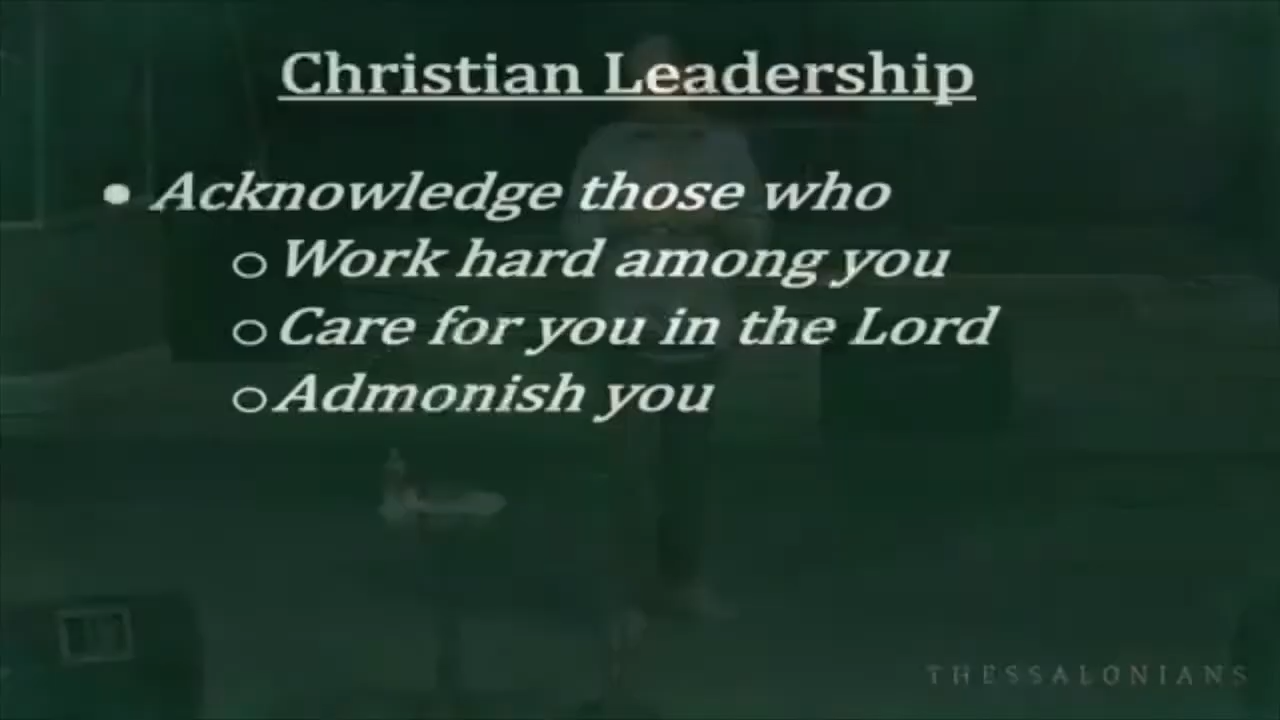 Christian Leadership
• Acknowledge those who
o Work hard among you
o Care for you in the Lord
o Admonish you
THESSALONIANS